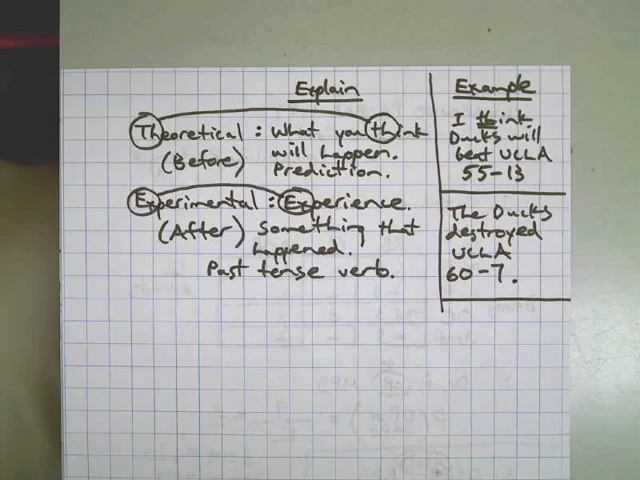 Explain
Theoretical : What you think
(Before) will happen.
Prediction.
Experimental : Experience.
(After) something that
happened.
Past tense verb.
Example
I think
Ducks will
beat UCLA
55-13
The Ducks
destroyed
UCLA
60-7.